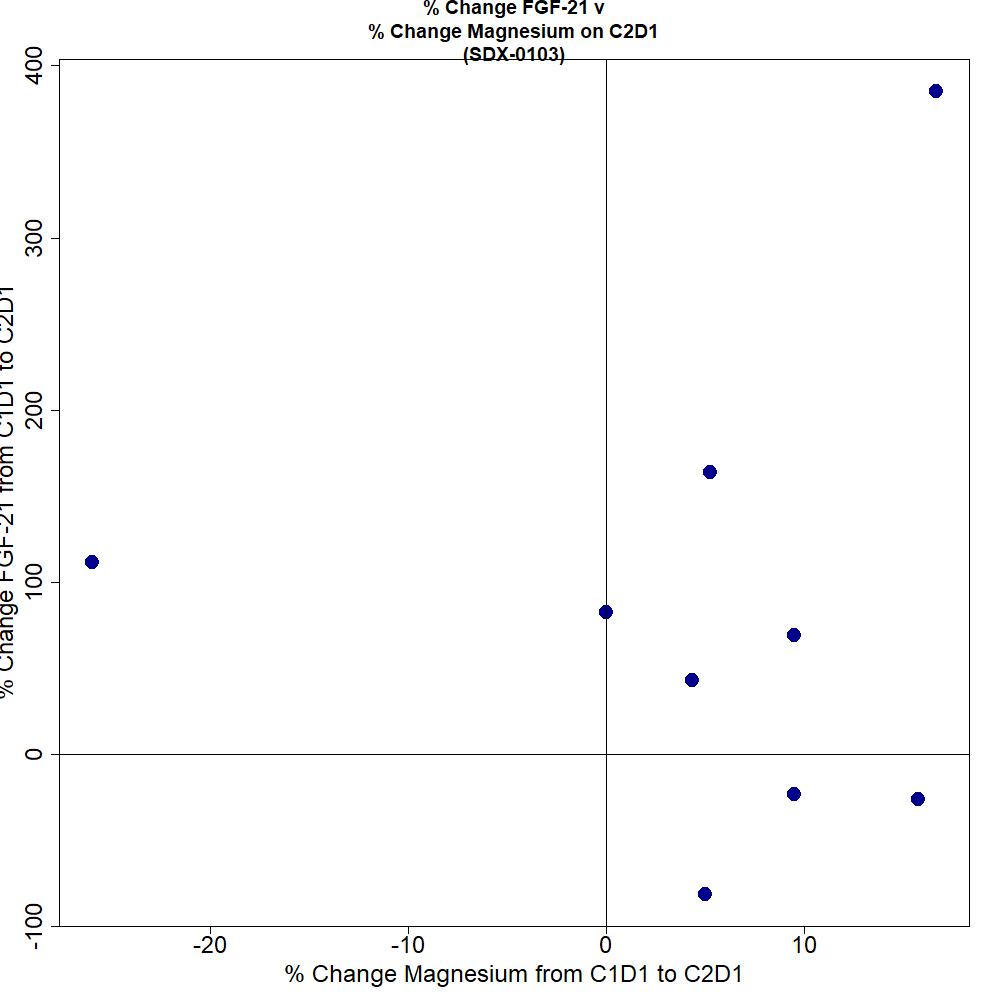 % Change FGF-21 v
% Change Magnesium on C2D1
(SDX-0103)
% Change FGF-21 from C1D1 to C2D1
400
300
200
100
0
-100
-20
-10
0
10
% Change Magnesium from C1D1 to C2D1